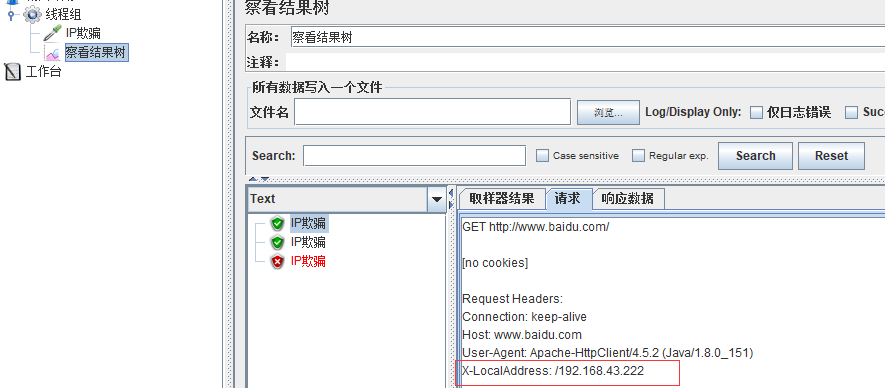 线程组
IP欺骗
察看结果树
工作台
察看结果树
名称： 察看结果树
注释：
所有数据写入一个文件
文件名 浏览... Log/Display Only: 仅日志错误
Search: Case sensitive Regular exp. Search Reset
Text
IP欺骗
IP欺骗
IP欺骗
取样器结果 请求 响应数据
GET http://www.baidu.com/
[no cookies]
Request Headers:
Connection: keep-alive
Host: www.baidu.com
User-Agent: Apache-HttpClient/4.5.2 (Java/1.8.0_151)
X-LocalAddress: /192.168.43.222